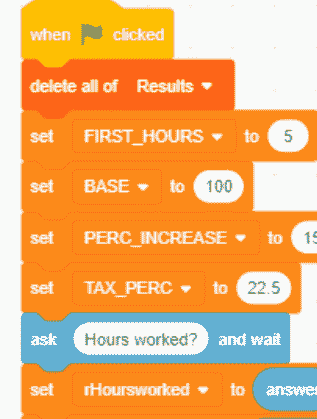 when clicked
delete all of Results
set FIRST_HOURS to 5
set BASE to 100
set PERC_INCREASE to
set TAX_PERC to 22.5
ask Hours worked? and wait
set rHoursworked to